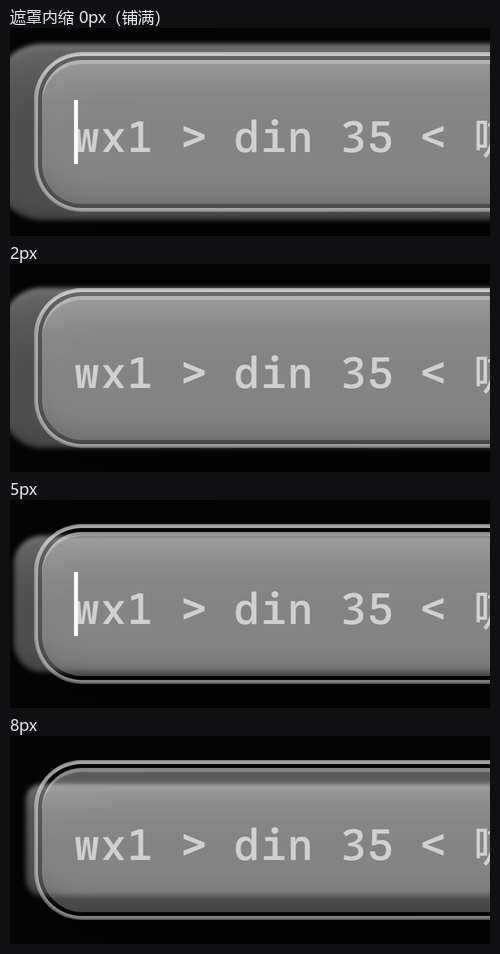 遮罩内缩 0px（铺满）
wx1 > din 35 <
2px
wx1 > din 35 <
5px
wx1 > din 35 <
8px
wx1 > din 35 <